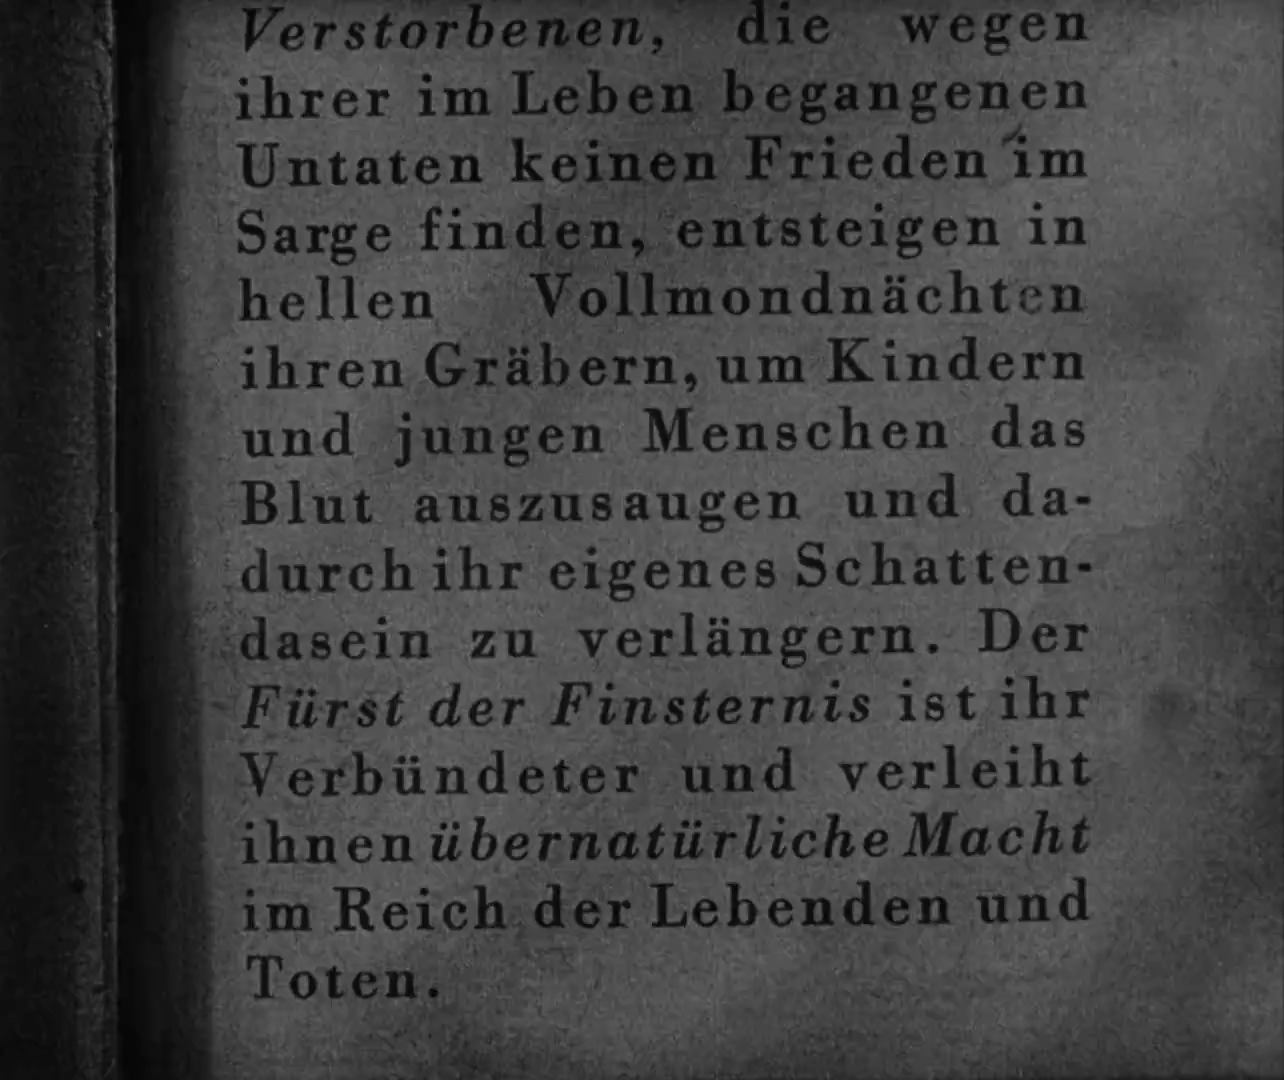 Verstorbenen, die wegen
ihrer im Leben begangenen
Untaten keinen Frieden im
Sarge finden, entsteigen in
hellen Vollmondnächten
ihren Gräbern, um Kindern
und jungen Menschen das
Blut auszusaugen und da-
durch ihr eigenes Schatten-
dasein zu verlängern. Der
Fürst der Finsternis ist ihr
Verbündeter und verleiht
ihnen übernatürliche Macht
im Reich der Lebenden und
Toten.